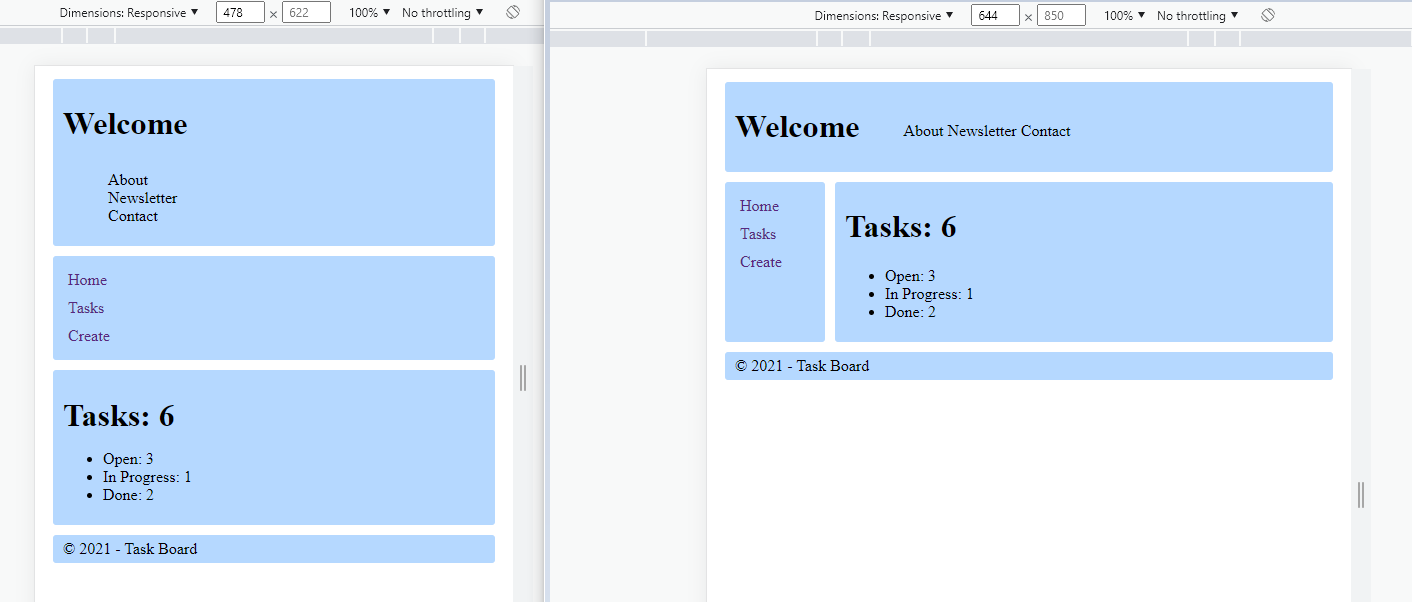 Dimensions: Responsive ▼ 478 × 622 100% ▼ No throttling ▼
Welcome
About
Newsletter
Contact
Home
Tasks
Create
Tasks: 6
• Open: 3
• In Progress: 1
• Done: 2
© 2021 - Task Board
Dimensions: Responsive ▼ 644 × 850 100% ▼ No throttling ▼
Welcome About Newsletter Contact
Home
Tasks
Create
Tasks: 6
• Open: 3
• In Progress: 1
• Done: 2
© 2021 - Task Board